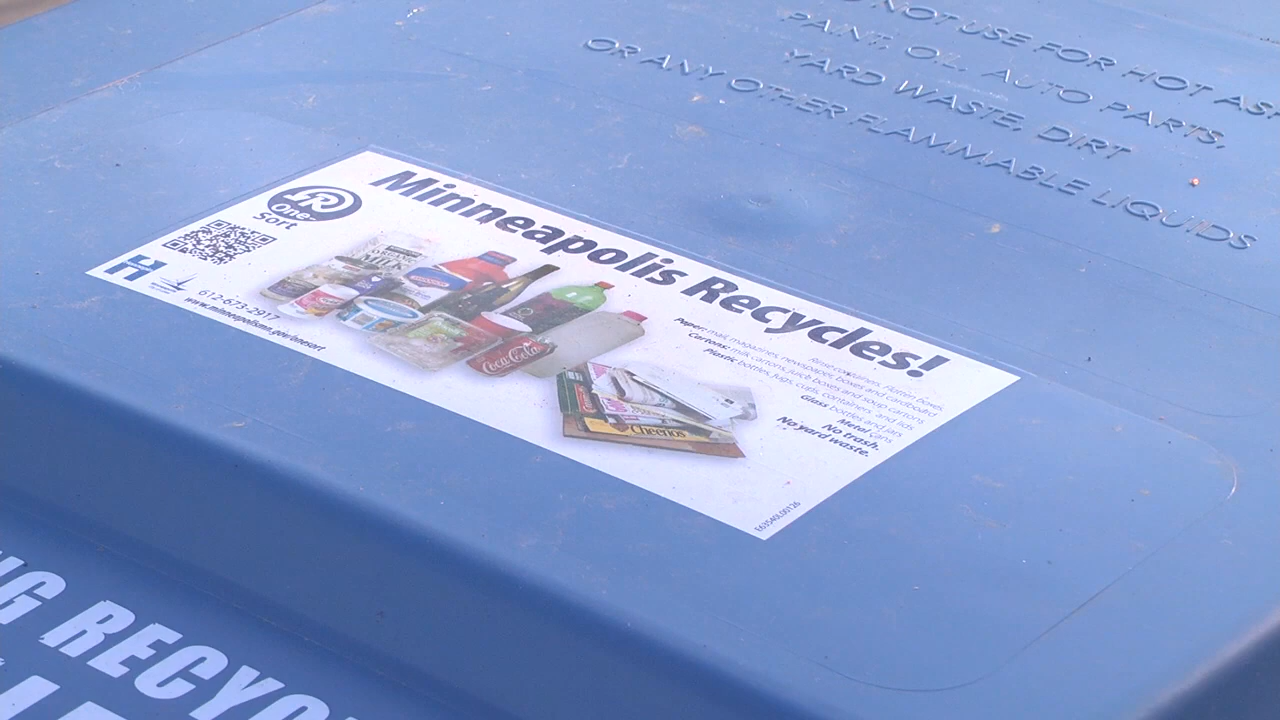 NOT USE FOR HOT ASH
PAINT, OIL, AUTO PARTS,
YARD WASTE, DIRT
OR ANY OTHER FLAMMABLE LIQUIDS
Minneapolis Recycles!
One-
Sort
H
612-673-2917
www.minneapolismn.gov/onesort
Rinse containers. Flatten boxes.
Paper: mail, magazines, newspaper, boxes and cardboard
Cartons: milk cartons, juice boxes and soup cartons
Plastic: bottles, jugs, cups, containers and lids
Glass bottles and jars
Metal cans
No trash.
No yard waste.
Coca-Cola
Cheerios
NG RECYC